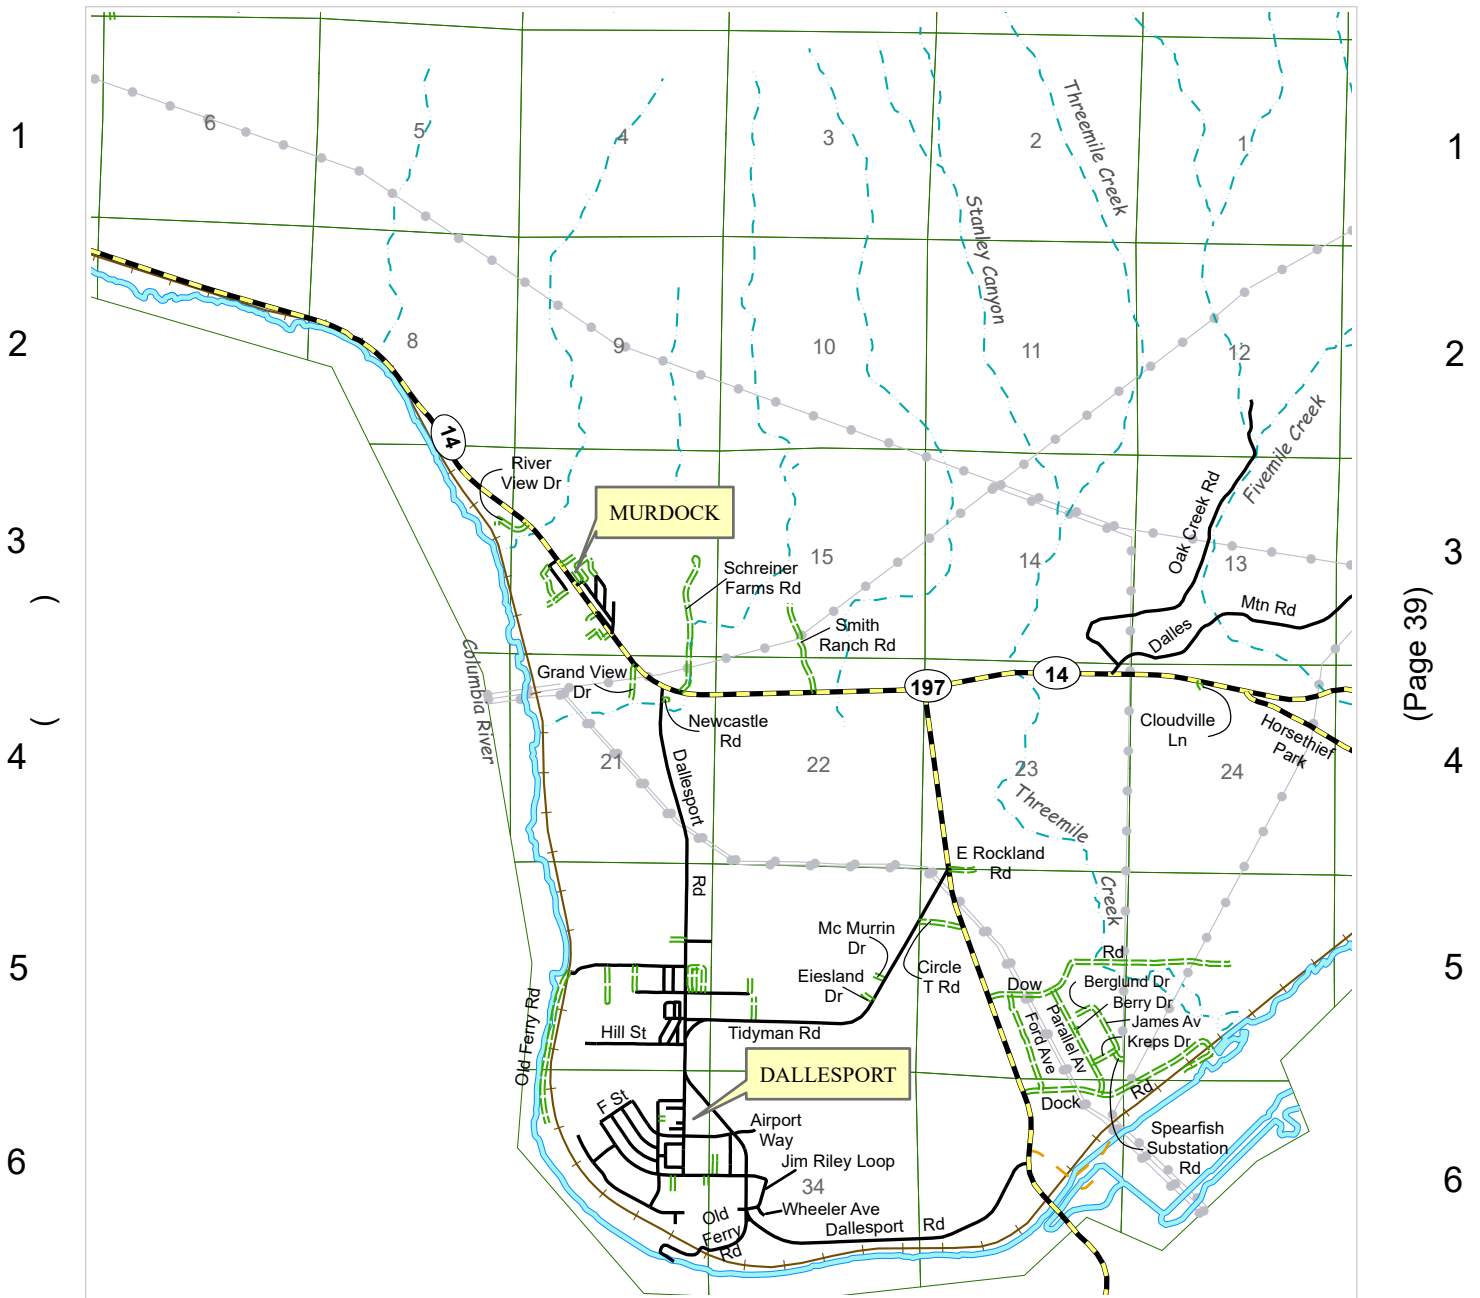 1
6
5
4
3
2
1
1
Threemile Creek
Stanley Canyon
2
8
9
10
11
12
2
14
River
View Dr
Fivemile Creek
MURDOCK
Oak Creek Rd
3
15
14
13
3
Schreiner
Farms Rd
Mtn Rd
Smith
Ranch Rd
Dalles
( )
(Page 39)
Columbia River
Grand View
Dr
197
14
Newcastle
Rd
Cloudville
Ln
Horsethief
Park
4
21
22
23
24
4
Dallesport
Threemile
E Rockland
Rd
Rd
Creek
Mc Murrin
Dr
Circle
T Rd
Eiesland
Dr
5
Rd
5
Dow
Berglund Dr
Berry Dr
James Av
Kreps Dr
Old Ferry Rd
Hill St
Tidyman Rd
Ford Ave
Parallel Av
DALLESPORT
Rd
Dock
F St
Airport
Way
Spearfish
Substation
Rd
6
Jim Riley Loop
34
6
Wheeler Ave
Old
Ferry
Rd
Dallesport
Rd